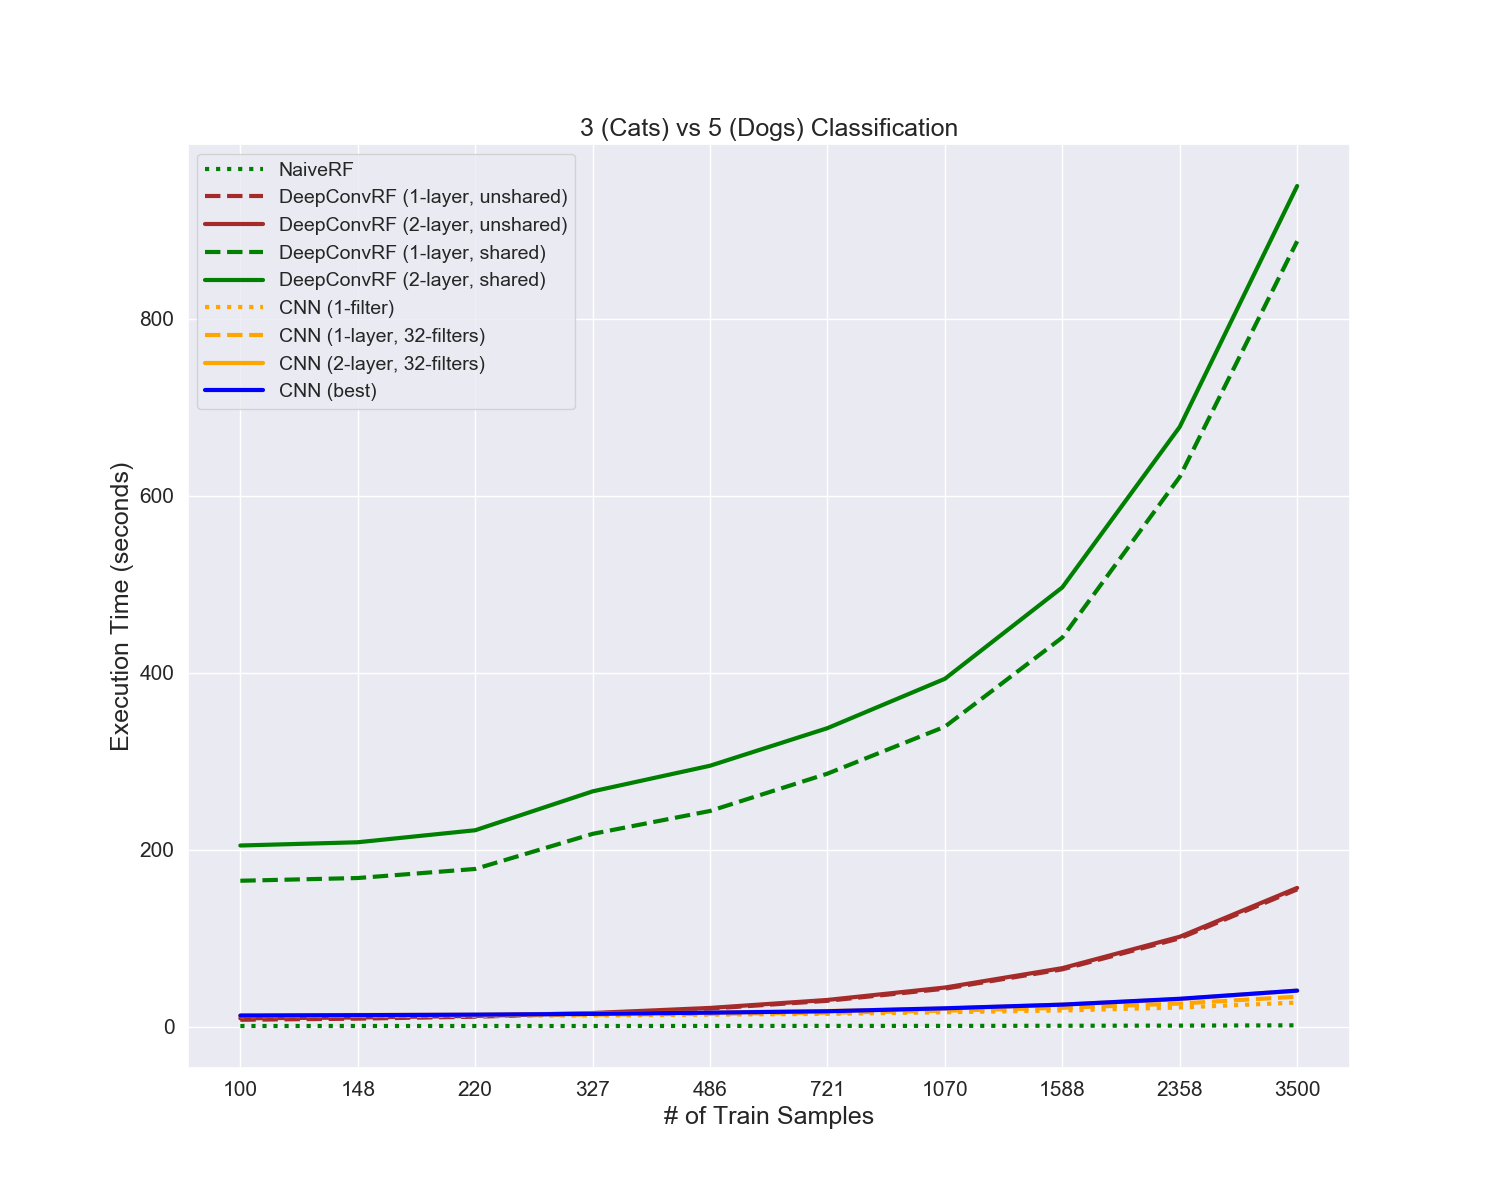 3 (Cats) vs 5 (Dogs) Classification
NaiveRF
DeepConvRF (1-layer, unshared)
DeepConvRF (2-layer, unshared)
DeepConvRF (1-layer, shared)
DeepConvRF (2-layer, shared)
CNN (1-filter)
CNN (1-layer, 32-filters)
CNN (2-layer, 32-filters)
CNN (best)
Execution Time (seconds)
800
600
400
200
0
100 148 220 327 486 721 1070 1588 2358 3500
# of Train Samples